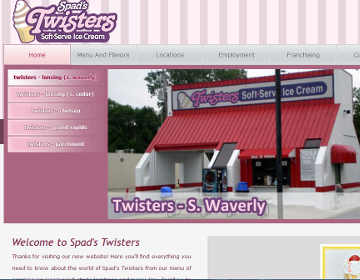 Spad's
Twisters
Soft-Serve Ice Cream
Home
Menu And Flavors
Locations
Employment
Franchising
twisters - lansing (s. waverly)
twisters - lansing (s. cedar)
twisters - chelsea
twisters - grand rapids
twisters - parchment
Twisters Soft-Serve Ice Cream
Twisters - S. Waverly
Welcome to Spad's Twisters
Thanks for visiting our new website! Here you'll find everything you
need to know about the world of Spad's Twisters from our menu of